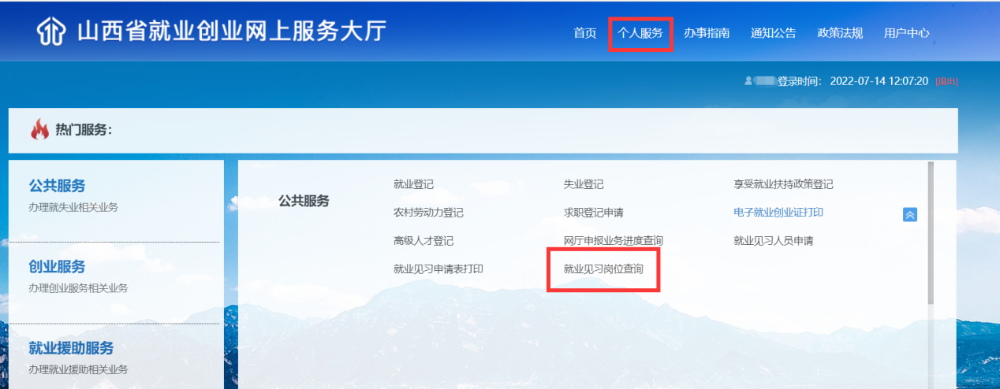 山西省就业创业网上服务大厅
首页 个人服务 办事指南 通知公告 政策法规 用户中心
登录时间: 2022-07-14 12:07:20 [退出]
热门服务:
公共服务
办理就失业相关业务
创业服务
办理创业服务相关业务
就业援助服务
办理就业援助相关业务
公共服务
就业登记 失业登记 享受就业扶持政策登记
农村劳动力登记 求职登记申请 电子就业创业证打印
高级人才登记 网厅申报业务进度查询 就业见习人员申请
就业见习申请表打印 就业见习岗位查询